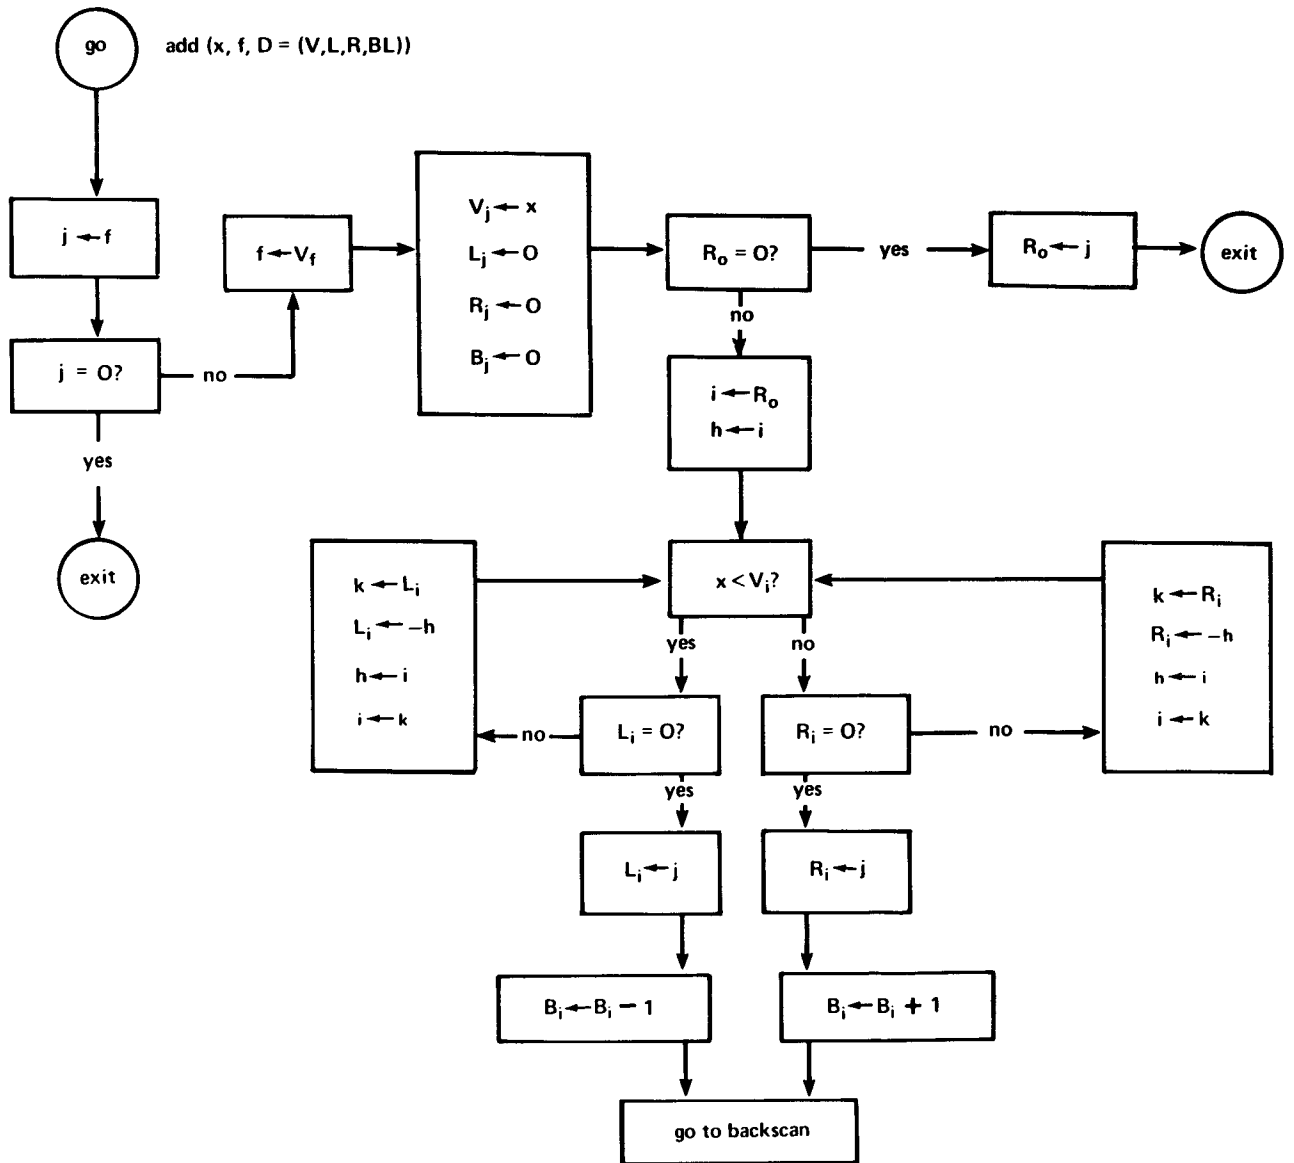 go
add (x, f, D = (V,L,R,BL))
j ← f
j = O?
no
yes
exit
f ← V_f
V_j ← x
L_j ← O
R_j ← O
B_j ← O
R_o = O?
yes
R_o ← j
exit
no
i ← R_o
h ← i
x < V_i?
k ← L_i
L_i ← –h
h ← i
i ← k
k ← R_i
R_i ← –h
h ← i
i ← k
yes
no
L_i = O?
no
R_i = O?
no
yes
yes
L_i ← j
R_i ← j
B_i ← B_i – 1
B_i ← B_i + 1
go to backscan